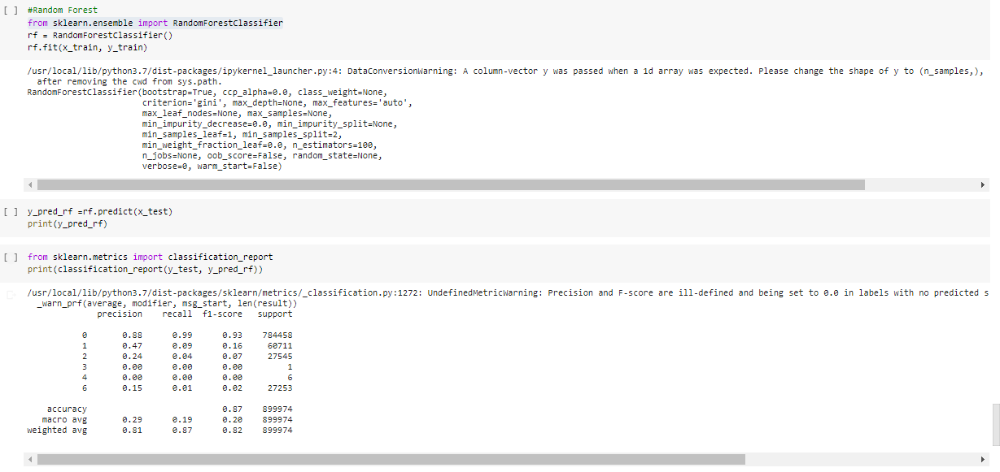 [ ] #Random Forest
from sklearn.ensemble import RandomForestClassifier
rf = RandomForestClassifier()
rf.fit(x_train, y_train)
/usr/local/lib/python3.7/dist-packages/ipykernel_launcher.py:4: DataConversionWarning: A column-vector y was passed when a 1d array was expected. Please change the shape of y to (n_samples,),
after removing the cwd from sys.path.
RandomForestClassifier(bootstrap=True, ccp_alpha=0.0, class_weight=None,
criterion='gini', max_depth=None, max_features='auto',
max_leaf_nodes=None, max_samples=None,
min_impurity_decrease=0.0, min_impurity_split=None,
min_samples_leaf=1, min_samples_split=2,
min_weight_fraction_leaf=0.0, n_estimators=100,
n_jobs=None, oob_score=False, random_state=None,
verbose=0, warm_start=False)
[ ] y_pred_rf =rf.predict(x_test)
print(y_pred_rf)
[ ] from sklearn.metrics import classification_report
print(classification_report(y_test, y_pred_rf))
/usr/local/lib/python3.7/dist-packages/sklearn/metrics/_classification.py:1272: UndefinedMetricWarning: Precision and F-score are ill-defined and being set to 0.0 in labels with no predicted s
_warn_prf(average, modifier, msg_start, len(result))
precision recall f1-score support
0 0.88 0.99 0.93 784458
1 0.47 0.09 0.16 60711
2 0.24 0.04 0.07 27545
3 0.00 0.00 0.00 1
4 0.00 0.00 0.00 6
6 0.15 0.01 0.02 27253
accuracy 0.87 899974
macro avg 0.29 0.19 0.20 899974
weighted avg 0.81 0.87 0.82 899974